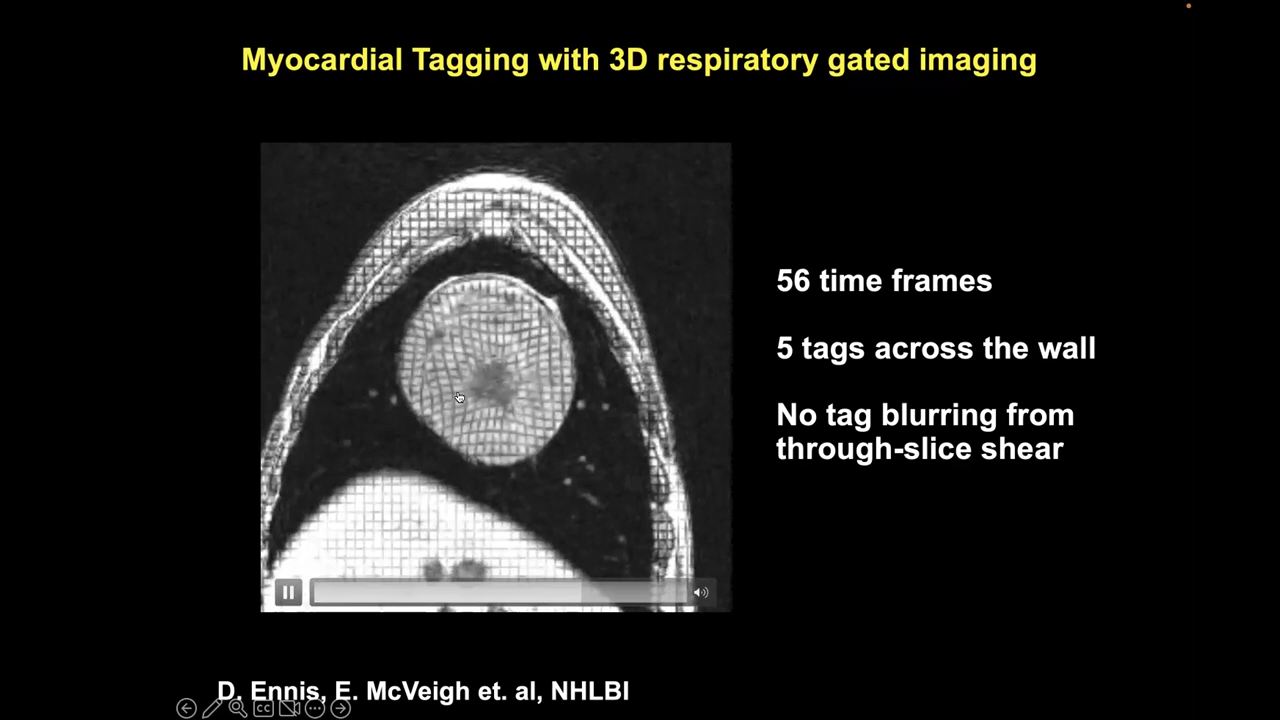 Myocardial Tagging with 3D respiratory gated imaging
56 time frames
5 tags across the wall
No tag blurring from
through-slice shear
D. Ennis, E. McVeigh et. al, NHLBI
CC